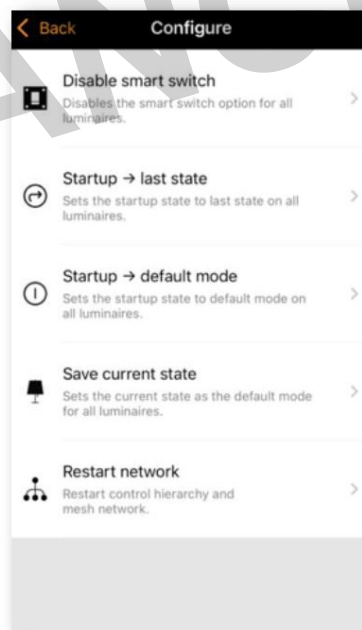 Back
Configure
Disable smart switch
Disables the smart switch option for all
luminaires.
Startup → last state
Sets the startup state to last state on all
luminaires.
Startup → default mode
Sets the startup state to default mode on
all luminaires.
Save current state
Sets the current state as the default mode
for all luminaires.
Restart network
Restart control hierarchy and
mesh network.